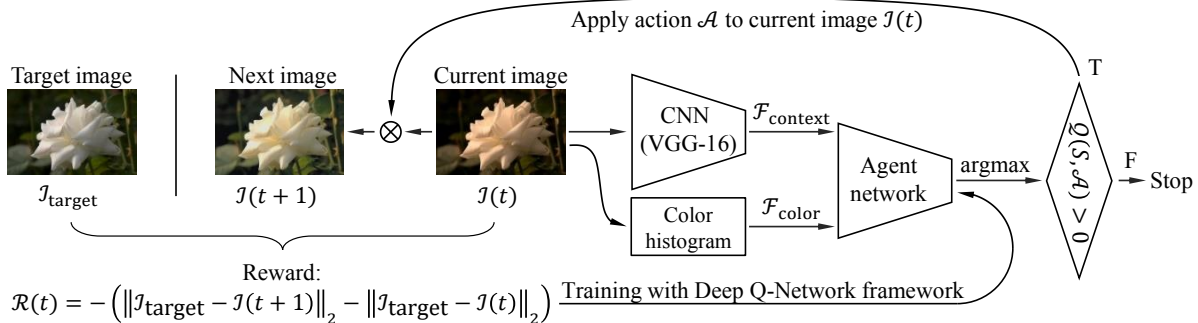 Apply action 𝒜 to current image ℐ(t)
Target image
Next image
Current image
ℐtarget
ℐ(t + 1)
ℐ(t)
CNN
(VGG-16)
ℱcontext
Color
histogram
ℱcolor
Agent
network
argmax
Q(S, 𝒜) > 0
T
F
Stop
Reward:
ℛ(t) = −(‖ℐtarget − ℐ(t + 1)‖₂ − ‖ℐtarget − ℐ(t)‖₂)
Training with Deep Q-Network framework